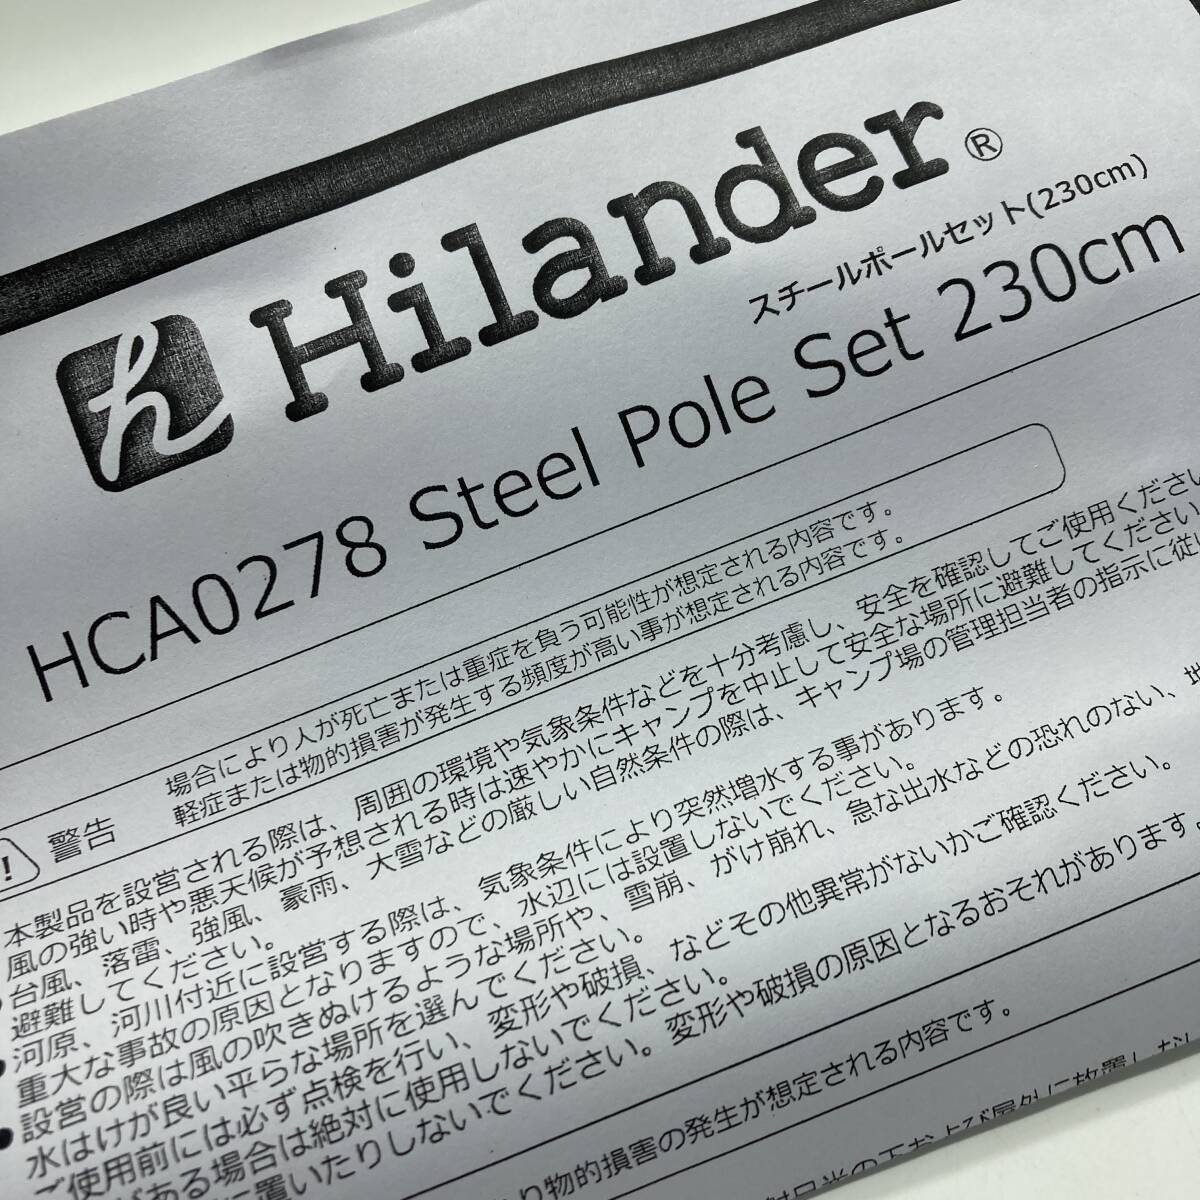 Hilander®
スチールポールセット(230cm)
HCA0278 Steel Pole Set 230cm
場合により人が死亡または重症を負う可能性が想定される内容です。
軽症または物的損害が発生する頻度が高い事が想定される内容です。
! 警告
本製品を設営される際は、周囲の環境や気象条件などを十分考慮し、安全を確認してご使用ください
風の強い時や悪天候が予想される時は速やかにキャンプを中止して安全な場所に避難してください
台風、落雷、強風、豪雨、大雪などの厳しい自然条件の際は、キャンプ場の管理担当者の指示に従い
避難してください。
●河原、河川付近に設営する際は、気象条件により突然増水する事があります。
重大な事故の原因となりますので、水辺には設置しないでください。
●設営の際は風の吹きぬけるような場所や、雪崩、がけ崩れ、急な出水などの恐れのない、地
水はけが良い平らな場所を選んでください。
ご使用前には必ず点検を行い、変形や破損、などその他異常がないかご確認ください。
がある場合は絶対に使用しないでください。
に置いたりしないでください。変形や破損の原因となるおそれがあります。
り物的損害の発生が想定される内容です。
射日光の下および屋外に放置しな